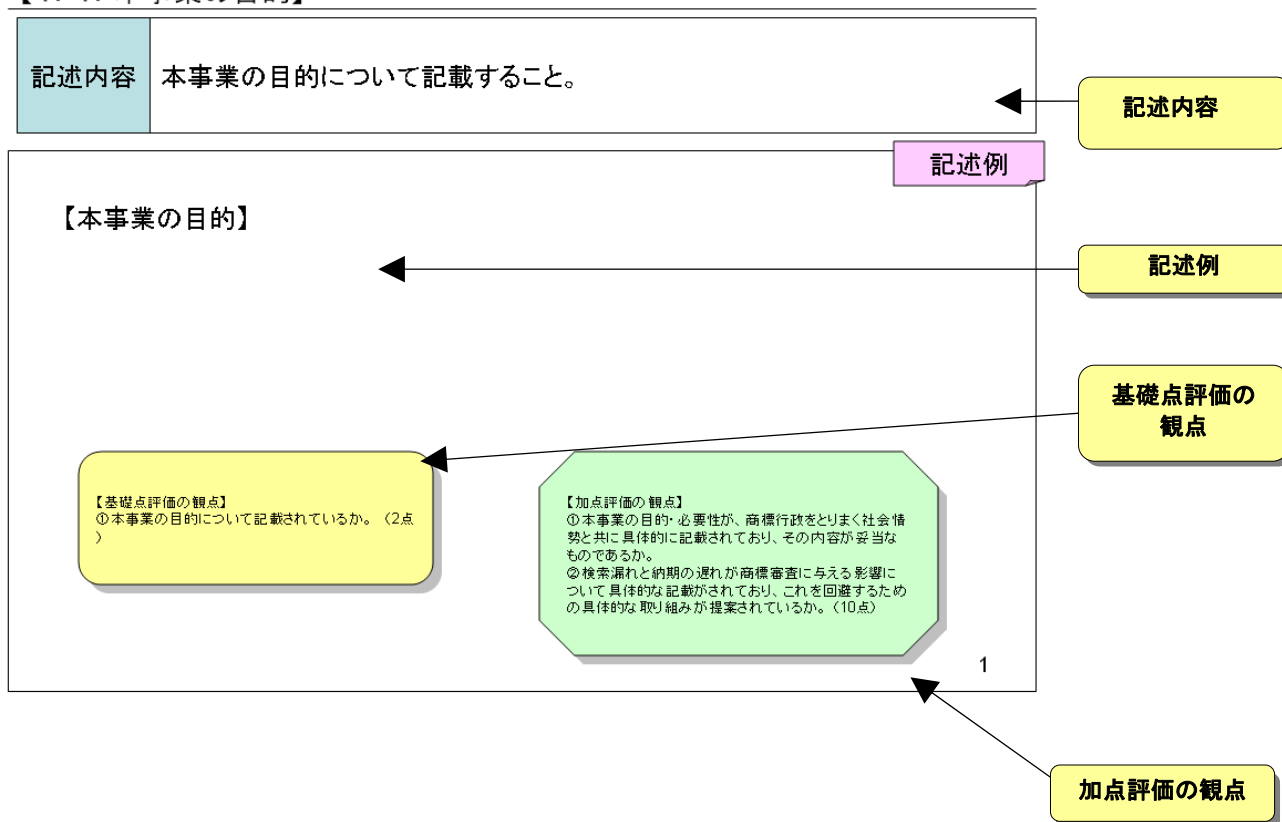 本事業の目的】
記述内容
本事業の目的について記載すること。
記述内容
記述例
【本事業の目的】
記述例
基礎点評価の
観点
【基礎点評価の観点】
①本事業の目的について記載されているか。（2点
）
【加点評価の観点】
①本事業の目的・必要性が、商標行政をとりまく社会情
勢と共に具体的に記載されており、その内容が妥当な
ものであるか。
②検索漏れと納期の遅れが商標審査に与える影響に
ついて具体的な記載がされており、これを回避するため
の具体的な取り組みが提案されているか。（10点）
1
加点評価の観点